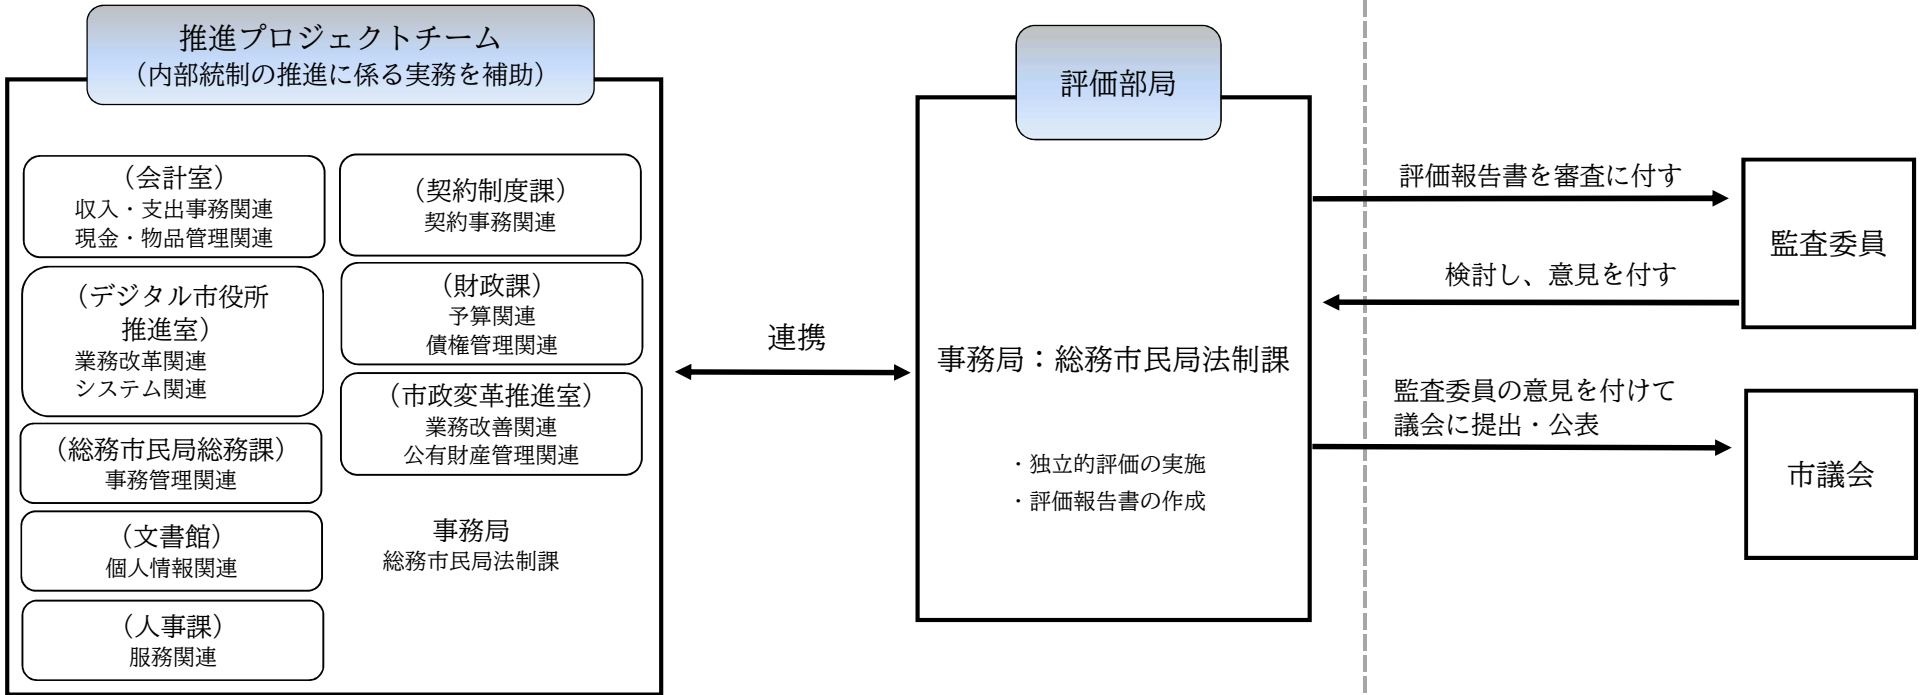 推進プロジェクトチーム
（内部統制の推進に係る実務を補助）
（会計室）
収入・支出事務関連
現金・物品管理関連
（デジタル市役所
推進室）
業務改革関連
システム関連
（総務市民局総務課）
事務管理関連
（文書館）
個人情報関連
（人事課）
服務関連
（契約制度課）
契約事務関連
（財政課）
予算関連
債権管理関連
（市政変革推進室）
業務改善関連
公有財産管理関連
事務局
総務市民局法制課
連携
評価部局
事務局：総務市民局法制課
・独立的評価の実施
・評価報告書の作成
評価報告書を審査に付す
検討し、意見を付す
監査委員の意見を付けて
議会に提出・公表
監査委員
市議会